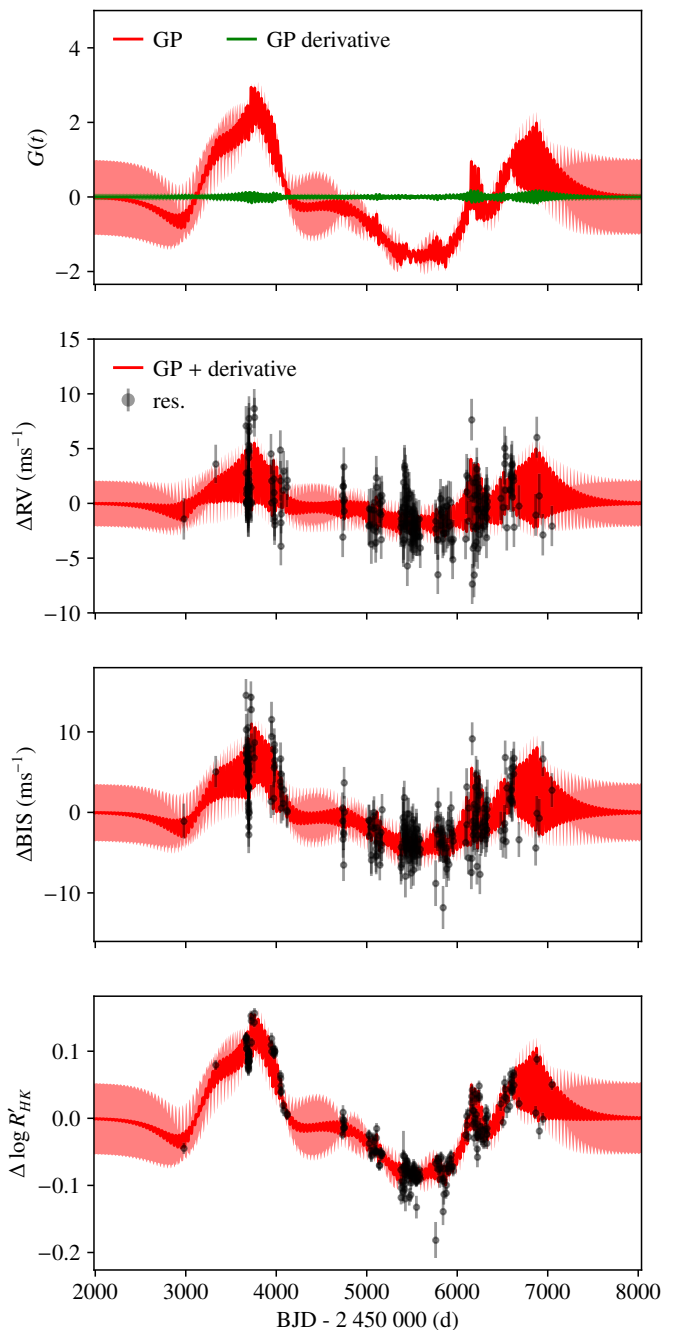 GP GP derivative
4
2
0
−2
G(t)
15
GP + derivative
res.
10
5
0
−5
−10
ΔRV (ms⁻¹)
10
0
−10
ΔBIS (ms⁻¹)
0.1
0.0
−0.1
−0.2
Δ log R′HK
2000 3000 4000 5000 6000 7000 8000
BJD - 2 450 000 (d)